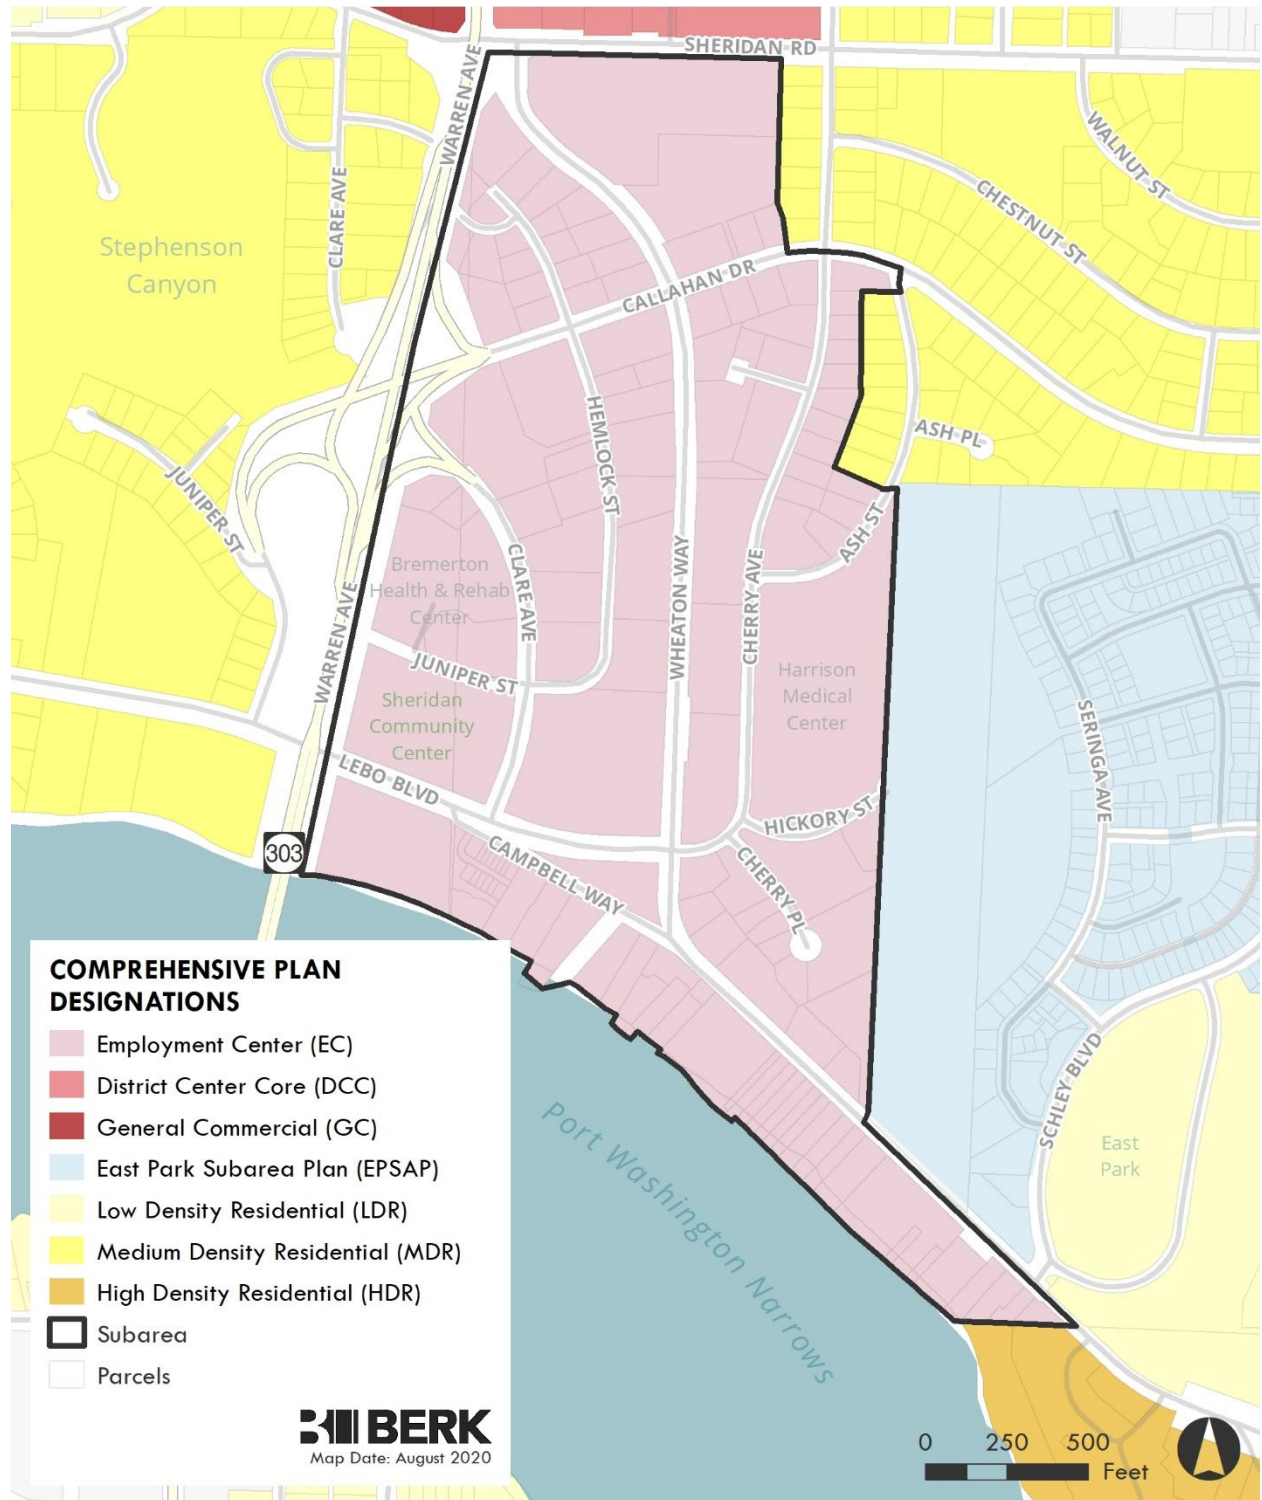 SHERIDAN RD
WARREN AVE
WALNUT ST
CHESTNUT ST
CLARE AVE
Stephenson
Canyon
CALLAHAN DR
HEMLOCK ST
ASH PL
JUNIPER ST
ASH ST
Bremerton
Health & Rehab
Center
CLARE AVE
WHEATON WAY
CHERRY AVE
WARREN AVE
JUNIPER ST
Sheridan
Community
Center
Harrison
Medical
Center
SERINGA AVE
LEBO BLVD
HICKORY ST
303
CAMPBELL WAY
CHERRY PL
SCHLEY BLVD
East
Park
Port Washington Narrows
COMPREHENSIVE PLAN
DESIGNATIONS
Employment Center (EC)
District Center Core (DCC)
General Commercial (GC)
East Park Subarea Plan (EPSAP)
Low Density Residential (LDR)
Medium Density Residential (MDR)
High Density Residential (HDR)
Subarea
Parcels
BERK
Map Date: August 2020
0 250 500
Feet